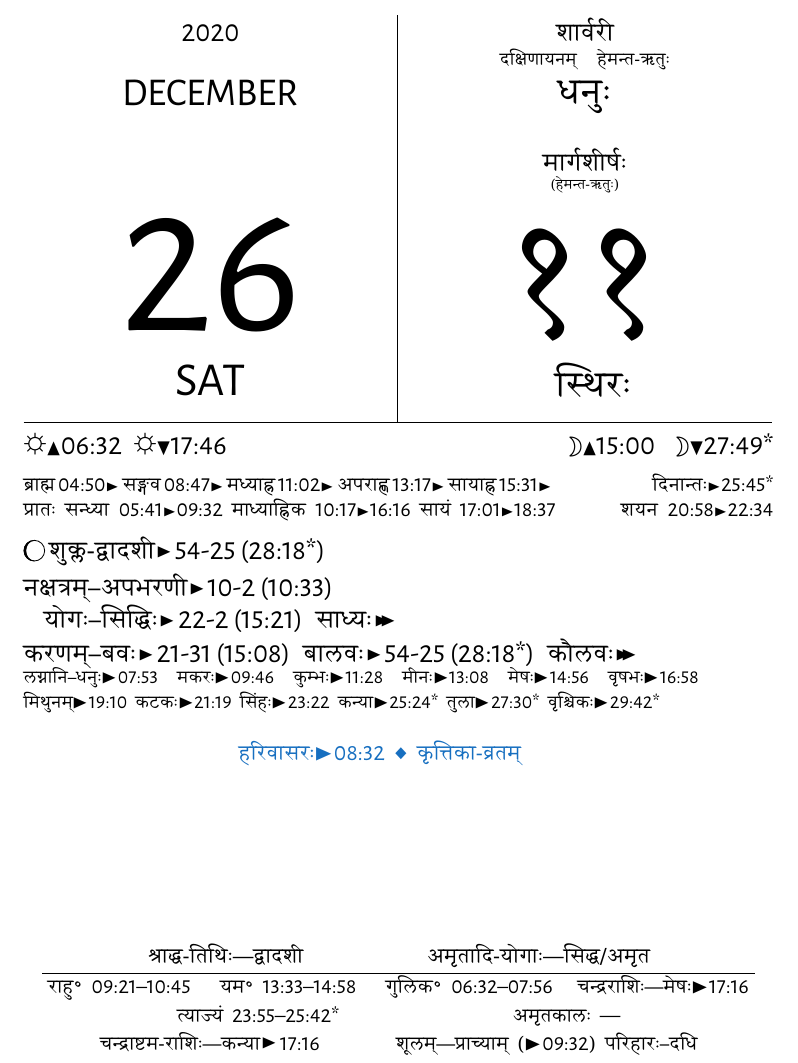 2020
DECEMBER
26
SAT
शार्वरी
दक्षिणायनम् हेमन्त-ऋतुः
धनुः
मार्गशीर्षः
(हेमन्त-ऋतुः)
११
स्थिरः
☼▲06:32 ☼▼17:46 ☽▲15:00 ☽▼27:49*
ब्राह्म 04:50► सङ्गव 08:47► मध्याह्न 11:02► अपराह्ण 13:17► सायाह्न 15:31► दिनान्तः►25:45*
प्रातः सन्ध्या 05:41►09:32 माध्याह्निक 10:17►16:16 सायं 17:01►18:37 शयन 20:58►22:34
शुक्ल-द्वादशी►54-25 (28:18*)
नक्षत्रम्–अपभरणी►10-2 (10:33)
योगः–सिद्धिः►22-2 (15:21) साध्यः►►
करणम्–बवः►21-31 (15:08) बालवः►54-25 (28:18*) कौलवः►►
लग्नानि–धनुः►07:53 मकरः►09:46 कुम्भः►11:28 मीनः►13:08 मेषः►14:56 वृषभः►16:58
मिथुनम्►19:10 कटकः►21:19 सिंहः►23:22 कन्या►25:24* तुला►27:30* वृश्चिकः►29:42*
हरिवासरः►08:32 ◆ कृत्तिका-व्रतम्
श्राद्ध-तिथिः—द्वादशी अमृतादि-योगाः—सिद्ध/अमृत
राहु° 09:21–10:45 यम° 13:33–14:58 गुलिक° 06:32–07:56 चन्द्रराशिः—मेषः►17:16
त्याज्यं 23:55–25:42* अमृतकालः —
चन्द्राष्टम-राशिः—कन्या►17:16 शूलम्—प्राच्याम् (►09:32) परिहारः–दधि